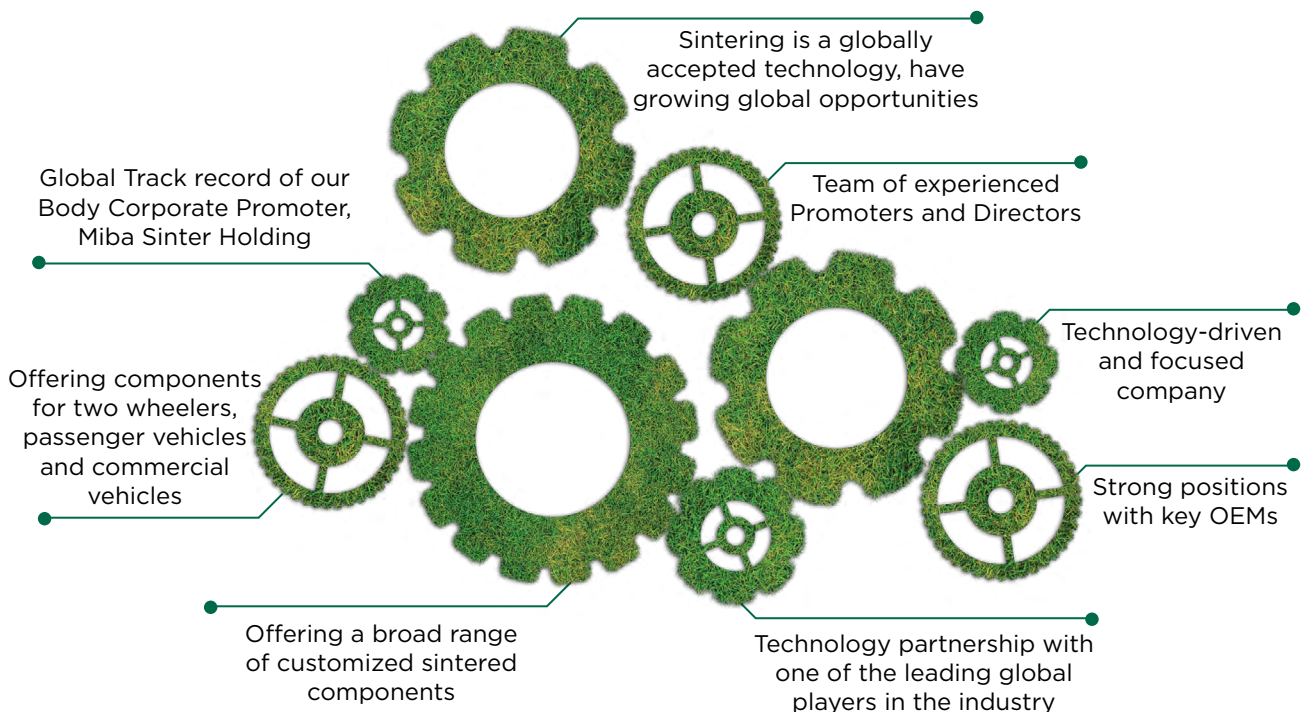 Sintering is a globally
accepted technology, have
growing global opportunities
Global Track record of our
Body Corporate Promoter,
Miba Sinter Holding
Team of experienced
Promoters and Directors
Technology-driven
and focused
company
Offering components
for two wheelers,
passenger vehicles
and commercial
vehicles
Strong positions
with key OEMs
Offering a broad range
of customized sintered
components
Technology partnership with
one of the leading global
players in the industry